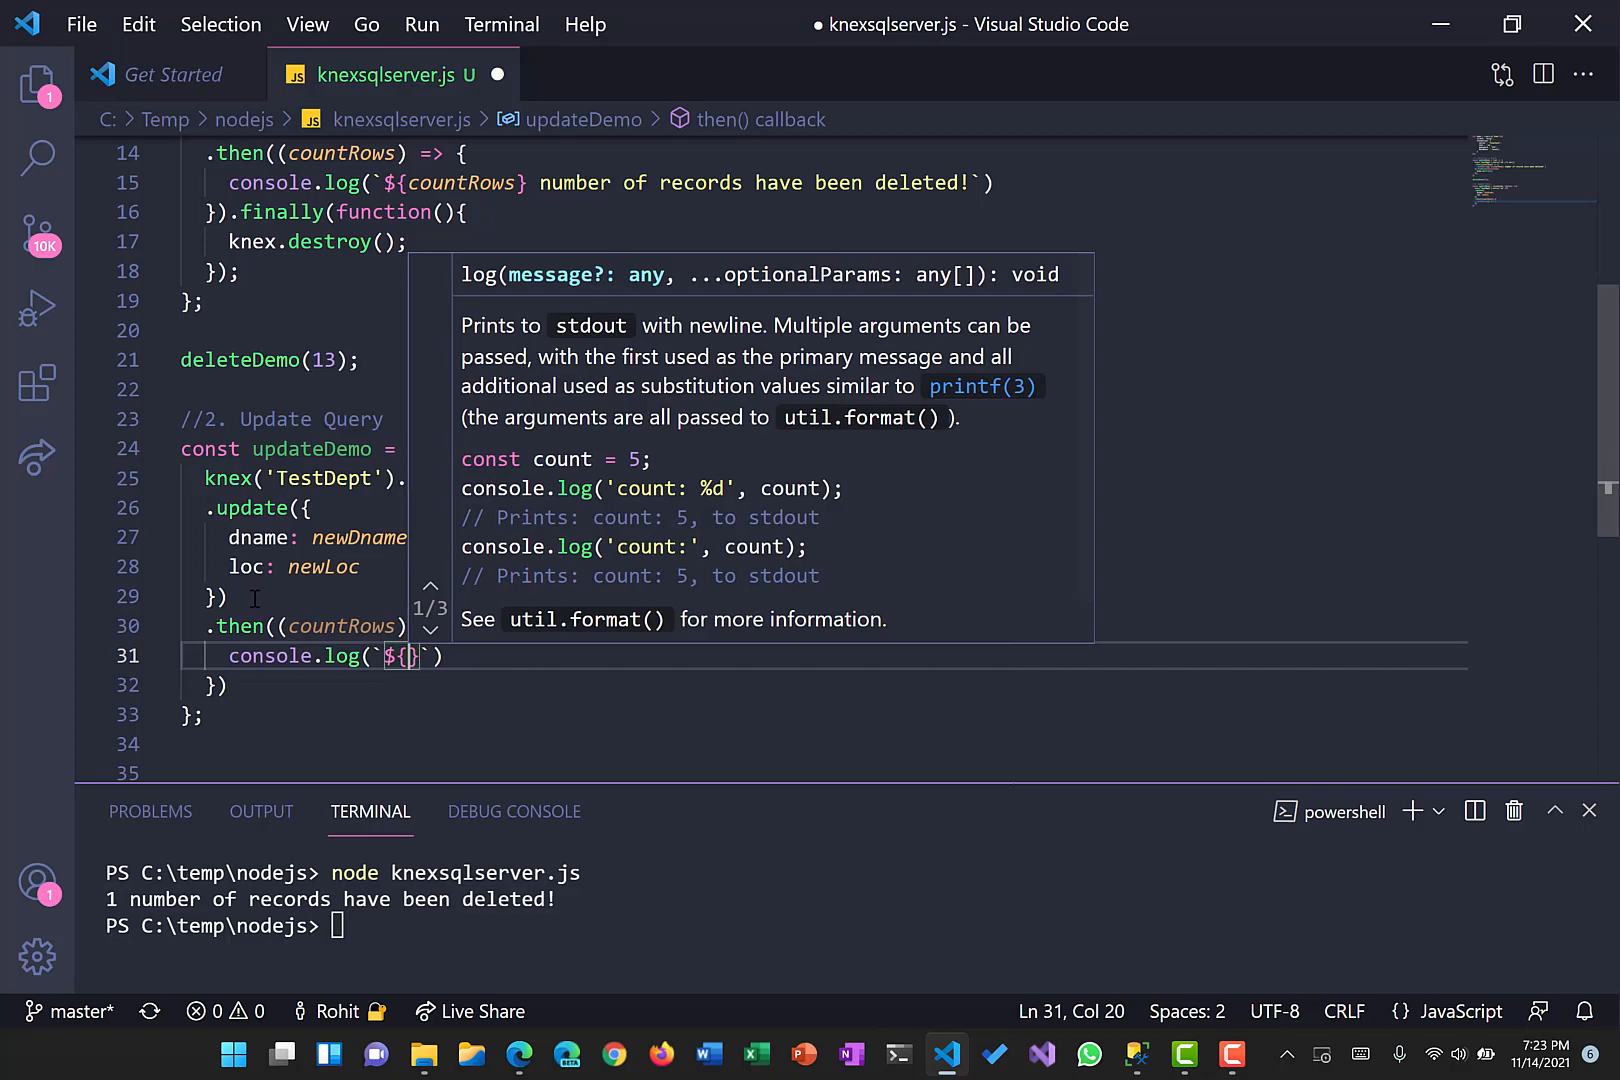 File Edit Selection View Go Run Terminal Help
● knexsqlserver.js - Visual Studio Code
Get Started
JS knexsqlserver.js U
C: > Temp > nodejs > JS knexsqlserver.js > updateDemo > then() callback
14 .then((countRows) => {
15 console.log(`${countRows} number of records have been deleted!`)
16 }).finally(function(){
17 knex.destroy();
18 });
19 };
20
21 deleteDemo(13);
22
23 //2. Update Query
24 const updateDemo =
25 knex('TestDept').
26 .update({
27 dname: newDname
28 loc: newLoc
29 })
30 .then((countRows)
31 console.log(`${}`)
32 })
33 };
34
35
log(message?: any, ...optionalParams: any[]): void
Prints to stdout with newline. Multiple arguments can be
passed, with the first used as the primary message and all
additional used as substitution values similar to printf(3)
(the arguments are all passed to util.format()).
const count = 5;
console.log('count: %d', count);
// Prints: count: 5, to stdout
console.log('count:', count);
// Prints: count: 5, to stdout
1/3
See util.format() for more information.
1
10K
1
PROBLEMS OUTPUT TERMINAL DEBUG CONSOLE
powershell
PS C:\temp\nodejs> node knexsqlserver.js
1 number of records have been deleted!
PS C:\temp\nodejs>
master* 0 0 Rohit Live Share
Ln 31, Col 20 Spaces: 2 UTF-8 CRLF {} JavaScript
BETA
7:23 PM
11/14/2021
6